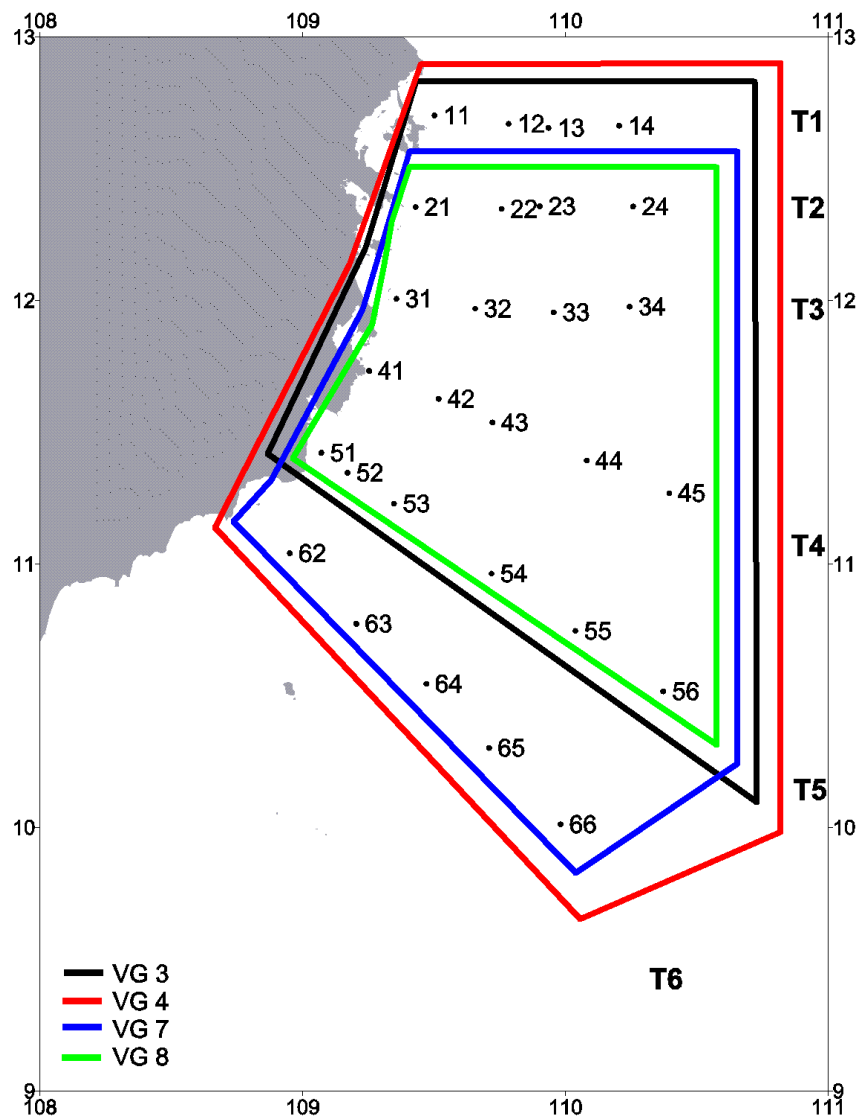 108 109 110 111
13 13
11 12 13 14 T1
21 22 23 24 T2
12 31 32 33 34 T3 12
41 42 43
51 52 44
53 45
11 62 54 T4 11
63 55
64 56
65 T5
10 66 10
T6
VG 3
VG 4
VG 7
VG 8
9 9
108 109 110 111